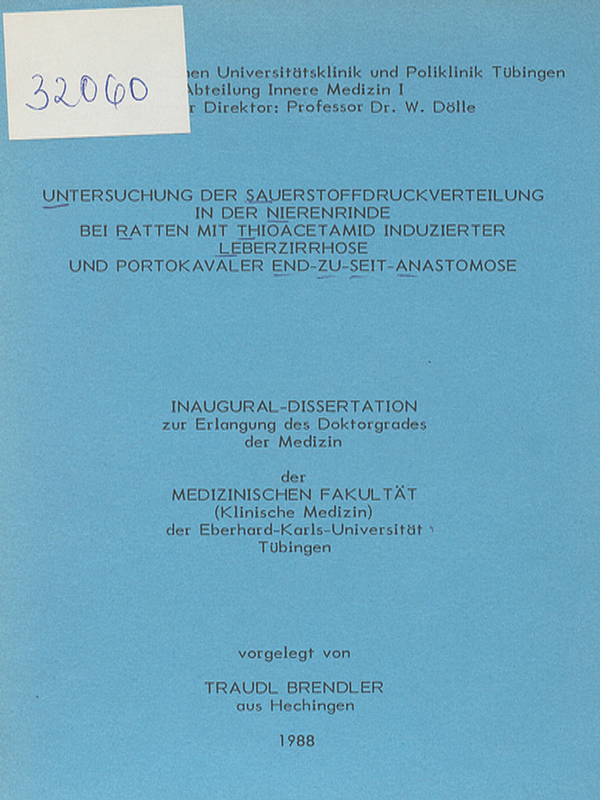 32060
nen Universitätsklinik und Poliklinik Tübingen
Abteilung Innere Medizin I
r Direktor: Professor Dr. W. Dölle
UNTERSUCHUNG DER SAUERSTOFFDRUCKVERTEILUNG
IN DER NIERENRINDE
BEI RATTEN MIT THIOACETAMID INDUZIERTER
LEBERZIRRHOSE
UND PORTOKAVALER END-ZU-SEIT-ANASTOMOSE
INAUGURAL-DISSERTATION
zur Erlangung des Doktorgrades
der Medizin
der
MEDIZINISCHEN FAKULTÄT
(Klinische Medizin)
der Eberhard-Karls-Universität
Tübingen
vorgelegt von
TRAUDL BRENDLER
aus Hechingen
1988